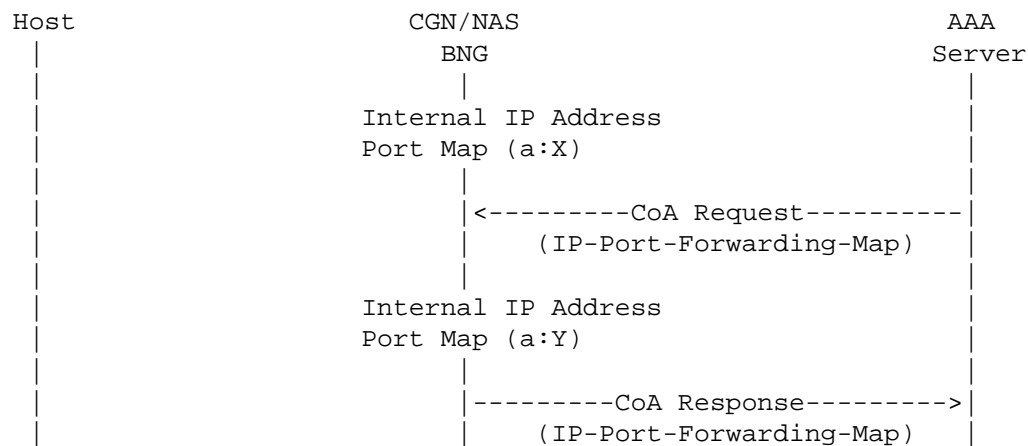 Host CGN/NAS AAA
| BNG Server
| | |
| Internal IP Address |
| Port Map (a:X) |
| | |
| |<---------CoA Request----------|
| | (IP-Port-Forwarding-Map) |
| | |
| Internal IP Address |
| Port Map (a:Y) |
| | |
| |---------CoA Response--------->|
| | (IP-Port-Forwarding-Map) |